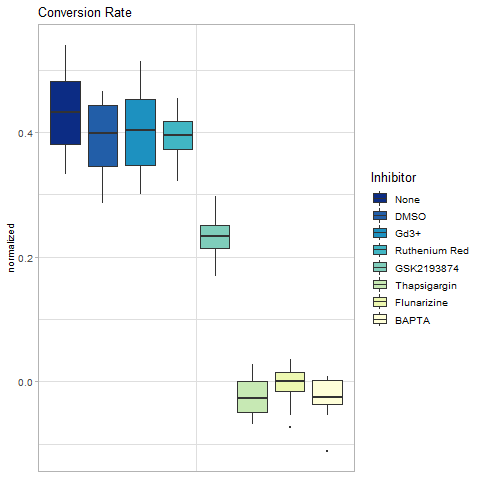 Conversion Rate
normalized
0.4
0.2
0.0
Inhibitor
None
DMSO
Gd3+
Ruthenium Red
GSK2193874
Thapsigargin
Flunarizine
BAPTA